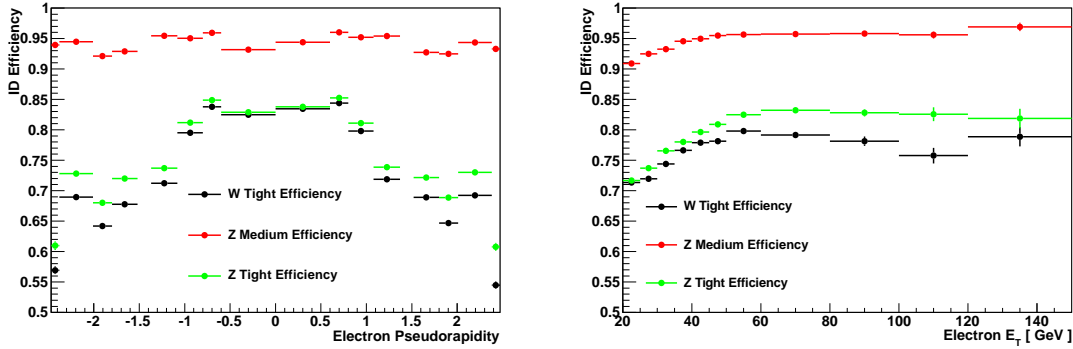 ID Efficiency
1
0.95
0.9
0.85
0.8
0.75
0.7
0.65
0.6
0.55
0.5
W Tight Efficiency
Z Medium Efficiency
Z Tight Efficiency
-2 -1.5 -1 -0.5 0 0.5 1 1.5 2
Electron Pseudorapidity
ID Efficiency
1
0.95
0.9
0.85
0.8
0.75
0.7
0.65
0.6
0.55
0.5
W Tight Efficiency
Z Medium Efficiency
Z Tight Efficiency
20 40 60 80 100 120 140
Electron E_T [ GeV ]